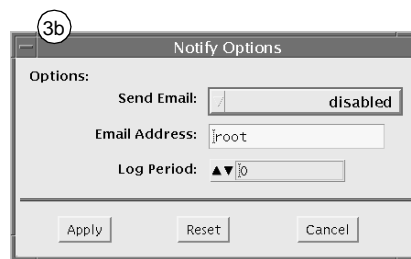 3b
Notify Options
Options:
Send Email: disabled
Email Address: root
Log Period: 0
Apply Reset Cancel